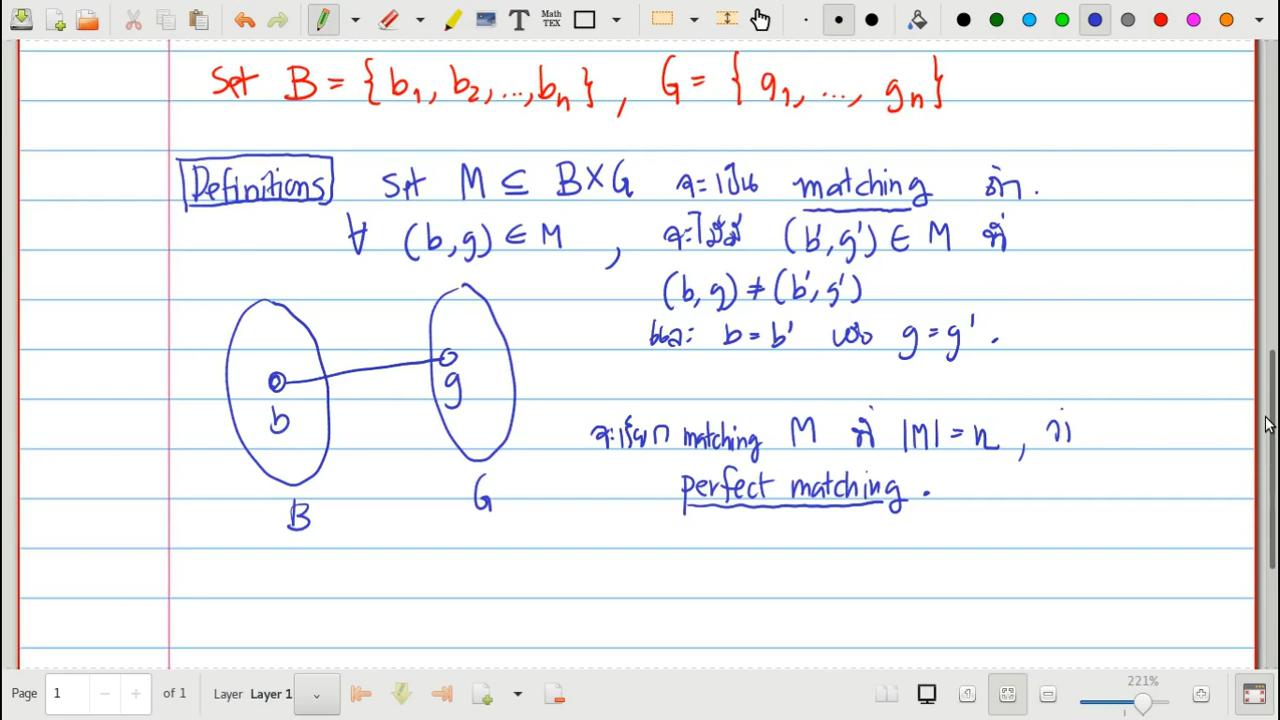 Math TEX
Set B = {b₁, b₂, ..., bₙ}, G = {g₁, ..., gₙ}
Definitions Set M ⊆ B×G จะเป็น matching ถ้า.
∀ (b,g) ∈ M , จะไม่มี (b',g') ∈ M ที่
(b,g) ≠ (b',g')
และ b = b' หรือ g = g'.
b
g
B
G
จะเรียก matching M ที่ |M| = n , ว่า
perfect matching.
Page 1 of 1 Layer Layer 1 221%